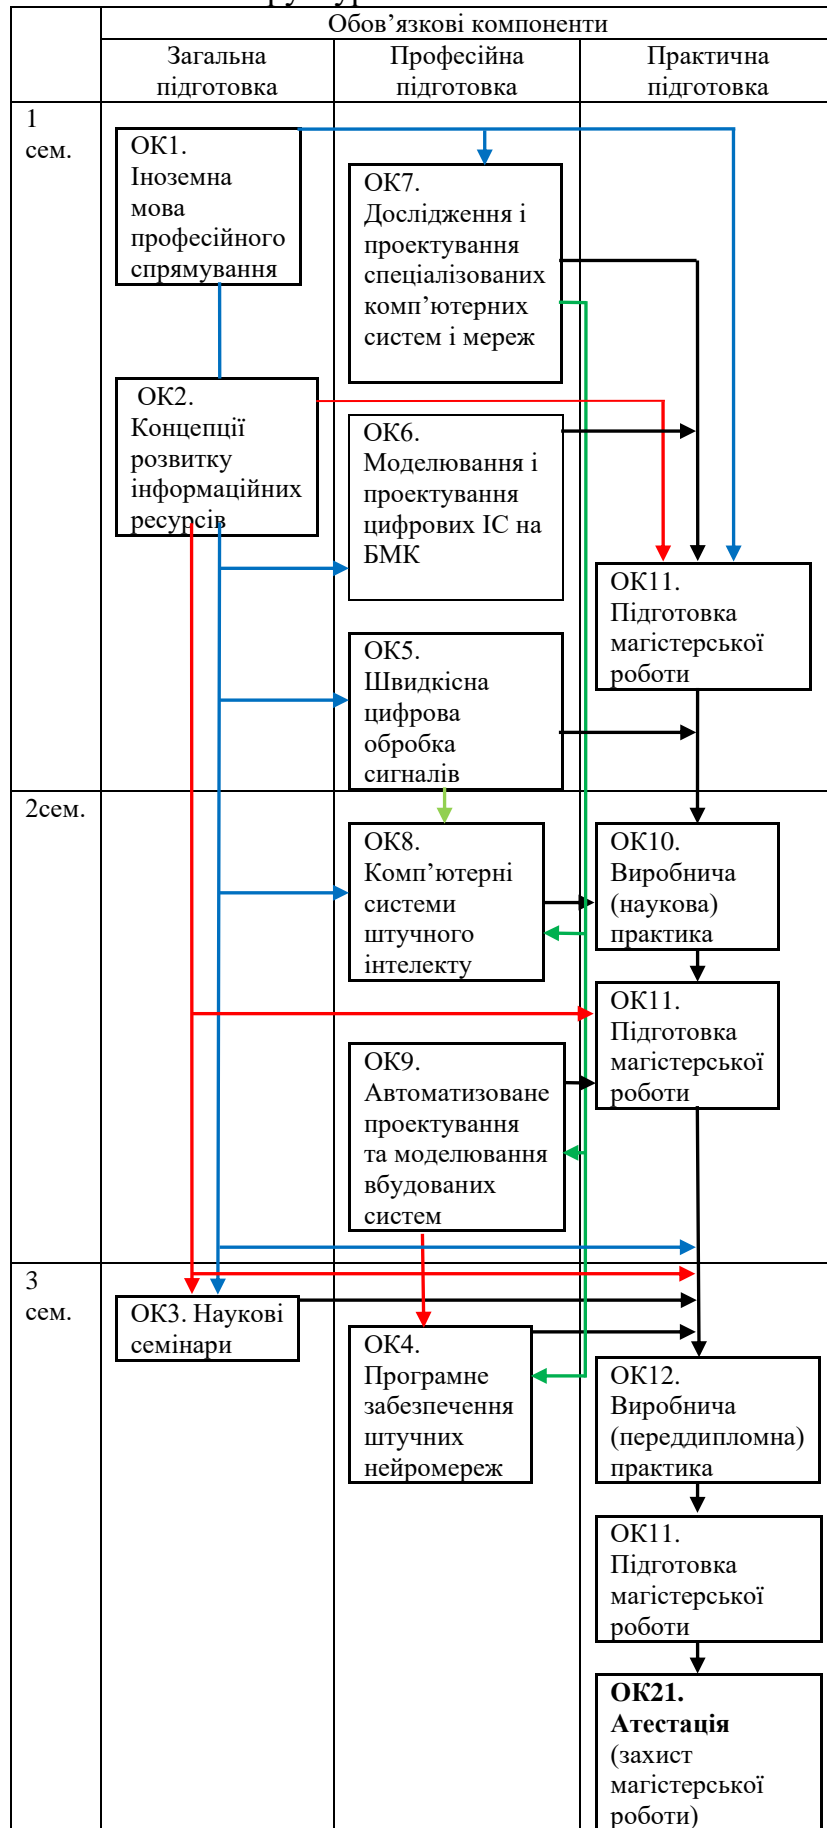 Обов’язкові компоненти
Загальна
підготовка
Професійна
підготовка
Практична
підготовка
1
сем.
ОК1.
Іноземна
мова
професійного
спрямування
ОК7.
Дослідження і
проектування
спеціалізованих
комп’ютерних
систем і мереж
ОК2.
Концепції
розвитку
інформаційних
ресурсів
ОК6.
Моделювання і
проектування
цифрових ІС на
БМК
ОК11.
Підготовка
магістерської
роботи
ОК5.
Швидкісна
цифрова
обробка
сигналів
2сем.
ОК8.
Комп’ютерні
системи
штучного
інтелекту
ОК10.
Виробнича
(наукова)
практика
ОК11.
Підготовка
магістерської
роботи
ОК9.
Автоматизоване
проектування
та моделювання
вбудованих
систем
3
сем.
ОК3. Наукові
семінари
ОК4.
Програмне
забезпечення
штучних
нейромереж
ОК12.
Виробнича
(переддипломна)
практика
ОК11.
Підготовка
магістерської
роботи
ОК21.
Атестація
(захист
магістерської
роботи)